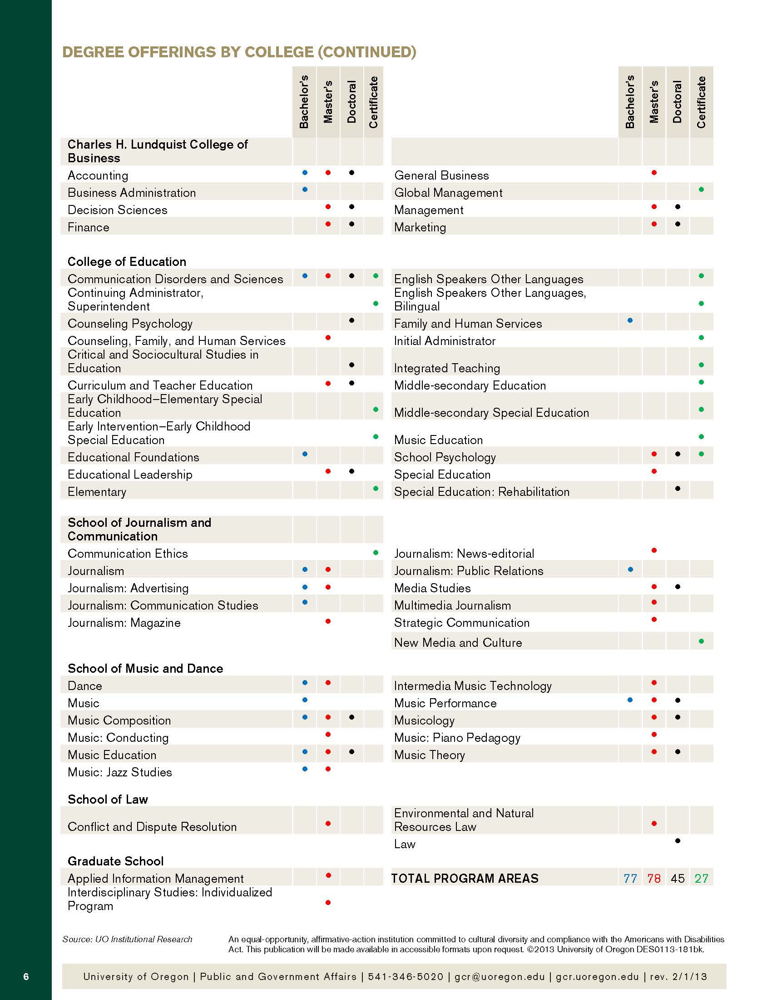 DEGREE OFFERINGS BY COLLEGE (CONTINUED)
Bachelor's Master's Doctoral Certificate Bachelor's Master's Doctoral Certificate
Charles H. Lundquist College of
Business
Accounting • • • General Business •
Business Administration • Global Management •
Decision Sciences • • Management • •
Finance • • Marketing • •
College of Education
Communication Disorders and Sciences • • • • English Speakers Other Languages •
Continuing Administrator,
Superintendent •
English Speakers Other Languages,
Bilingual •
Counseling Psychology • Family and Human Services •
Counseling, Family, and Human Services • Initial Administrator •
Critical and Sociocultural Studies in
Education • Integrated Teaching •
Curriculum and Teacher Education • • Middle-secondary Education •
Early Childhood–Elementary Special
Education • Middle-secondary Special Education •
Early Intervention–Early Childhood
Special Education • Music Education •
Educational Foundations • School Psychology • • •
Educational Leadership • • Special Education •
Elementary • Special Education: Rehabilitation •
School of Journalism and
Communication
Communication Ethics • Journalism: News-editorial •
Journalism • • Journalism: Public Relations •
Journalism: Advertising • • Media Studies • •
Journalism: Communication Studies • Multimedia Journalism •
Journalism: Magazine • Strategic Communication •
New Media and Culture •
School of Music and Dance
Dance • • Intermedia Music Technology •
Music • Music Performance • • •
Music Composition • • • Musicology • •
Music: Conducting • Music: Piano Pedagogy •
Music Education • • • Music Theory • •
Music: Jazz Studies • •
School of Law
Conflict and Dispute Resolution •
Environmental and Natural
Resources Law •
Law •
Graduate School
Applied Information Management • TOTAL PROGRAM AREAS 77 78 45 27
Interdisciplinary Studies: Individualized
Program •
Source: UO Institutional Research
An equal-opportunity, affirmative-action institution committed to cultural diversity and compliance with the Americans with Disabilities
Act. This publication will be made available in accessible formats upon request. ©2013 University of Oregon DES0113-181bk.
6
University of Oregon | Public and Government Affairs | 541-346-5020 | gcr@uoregon.edu | gcr.uoregon.edu | rev. 2/1/13